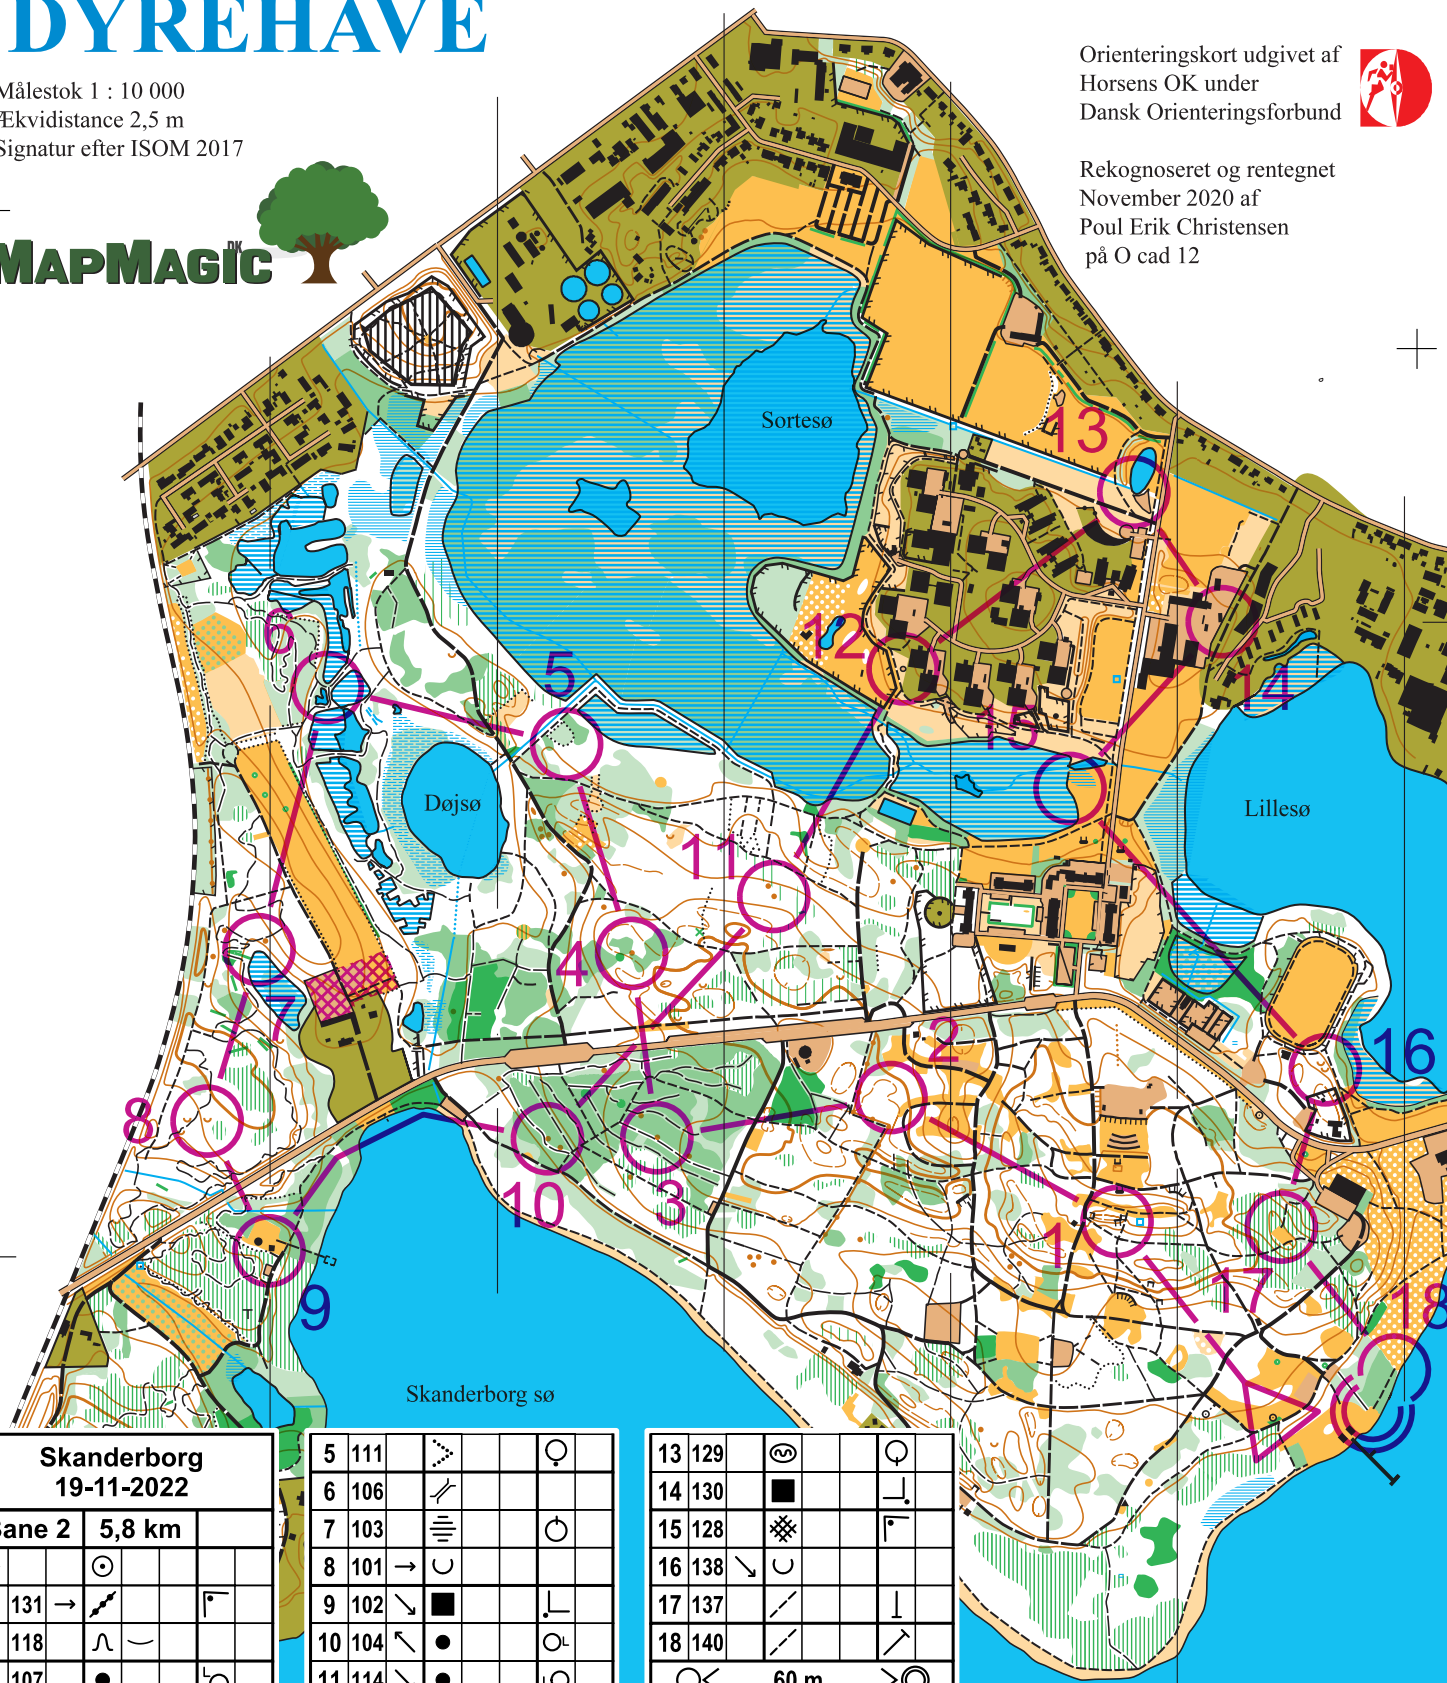 DYREHAVE
Målestok 1 : 10 000
Ækvidistance 2,5 m
Signatur efter ISOM 2017
MAPMAGIC
DK
Orienteringskort udgivet af
Horsens OK under
Dansk Orienteringsforbund
Rekognoseret og rentegnet
November 2020 af
Poul Erik Christensen
på O cad 12
Sortesø
13
6
5
12
15
14
Døjsø
Lillesø
11
4
7
2
16
8
10
3
1
17
9
18
Skanderborg sø
Skanderborg
19-11-2022
Bane 2 5,8 km
131
118
107
5 111
6 106
7 103
8 101
9 102
10 104
11 114
13 129
14 130
15 128
16 138
17 137
18 140
60 m